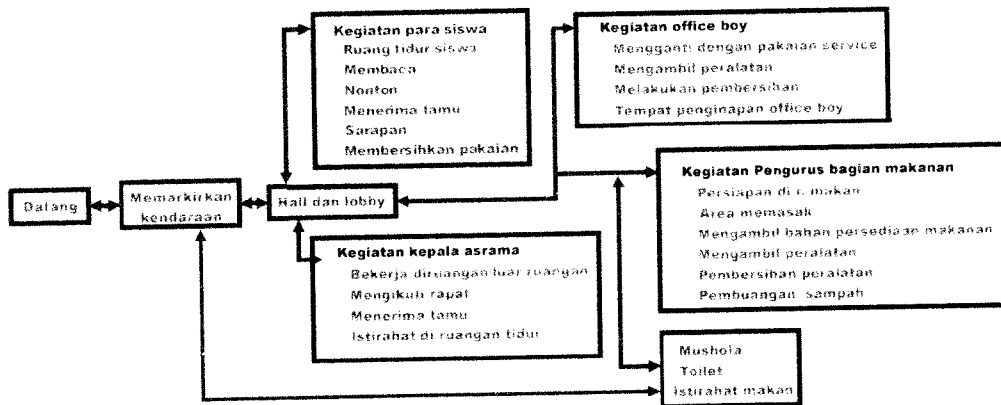 Datang
Memarkirkan
kendaraan
Hall dan lobby
Kegiatan para siswa
Ruang tidur siswa
Membaca
Nonton
Menerima tamu
Sarapan
Membersihkan pakaian
Kegiatan kepala asrama
Bekerja diruangan luar ruangan
Mengikuti rapat
Menerima tamu
Istirahat di ruangan tidur
Kegiatan office boy
Mengganti dengan pakaian service
Mengambil peralatan
Melakukan pembersihan
Tempat penginapan office boy
Kegiatan Pengurus bagian makanan
Persiapan di r. makan
Area memasak
Mengambil bahan persediaan makanan
Mengambil peralatan
Pembersihan peralatan
Pembuangan sampah
Mushola
Toilet
Istirahat makan